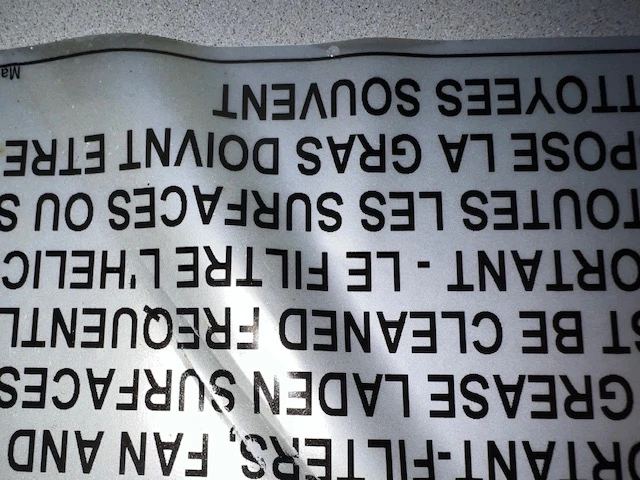 ORTANT-FILTERS, FAN AND
GREASE LADEN SURFACES
ST BE CLEANED FREQUENTL
ORTANT - LE FILTRE L'HELIC
TOUTES LES SURFACES OU S
POSE LA GRAS DOIVNT ETRE
TTOYEES SOUVENT
Ma